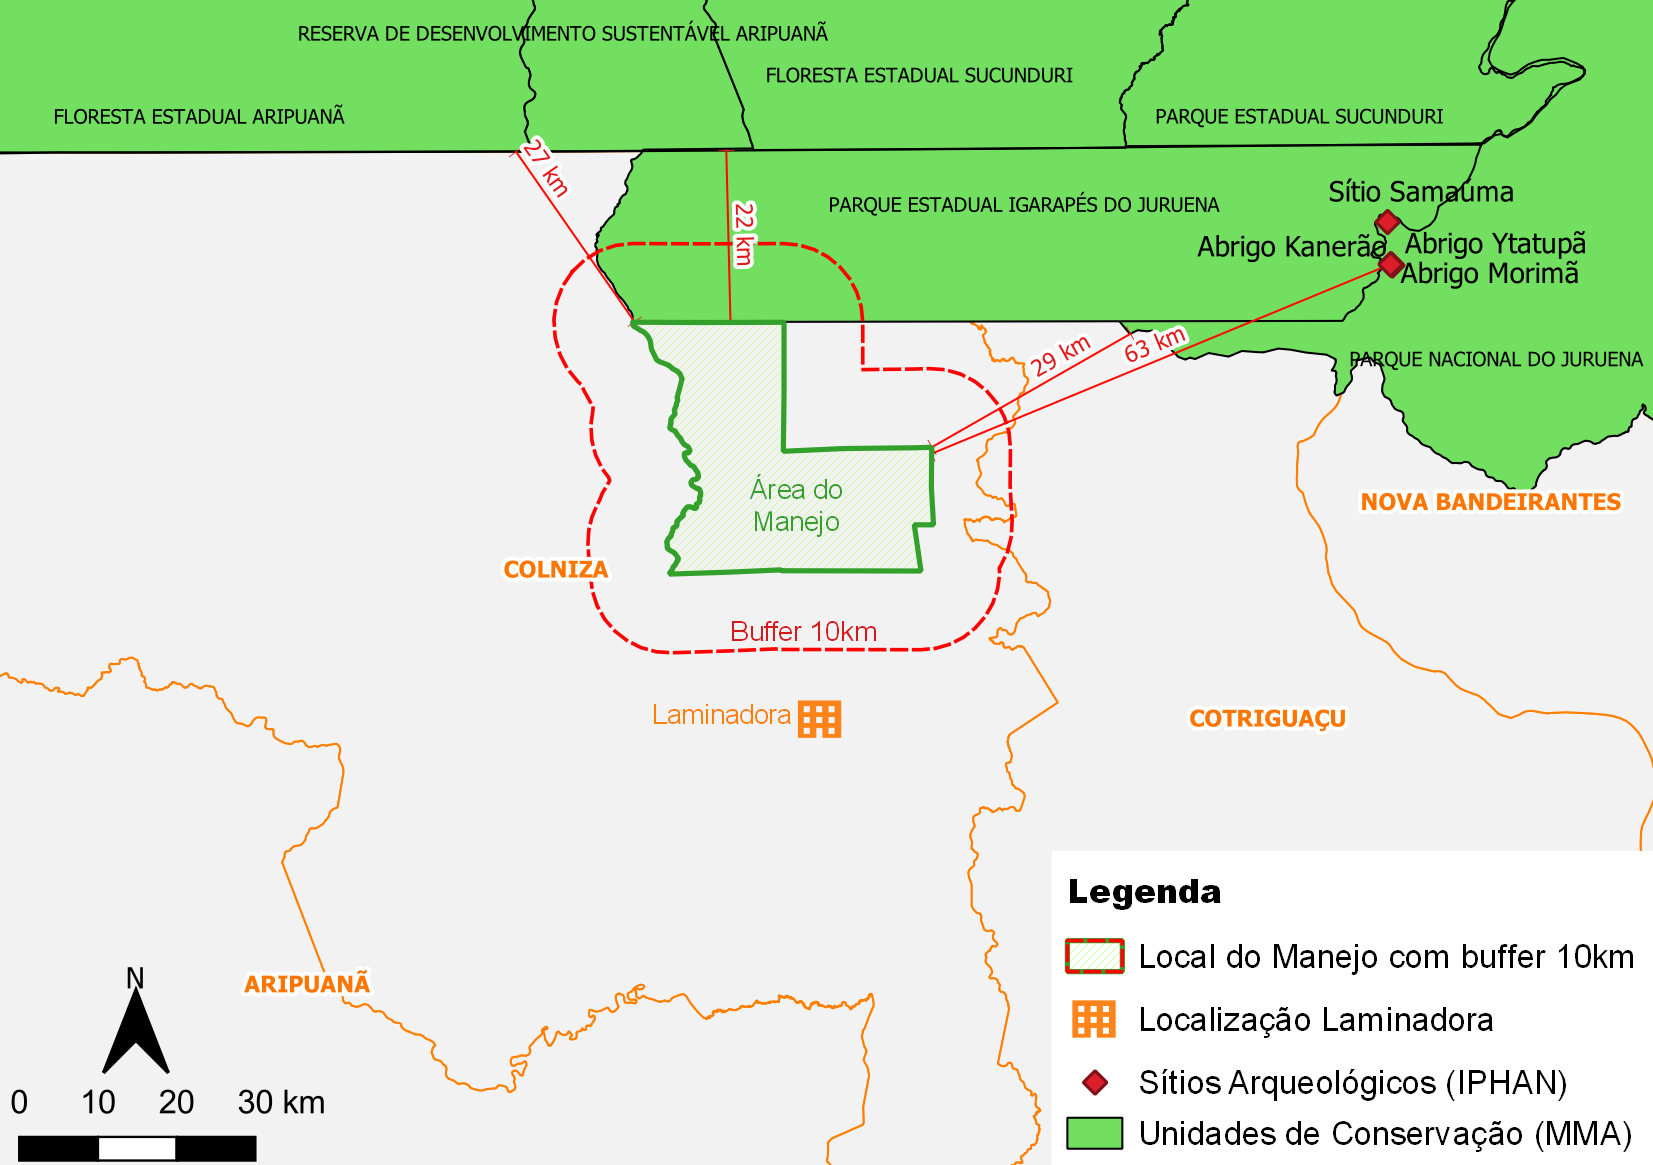 RESERVA DE DESENVOLVIMENTO SUSTENTÁVEL ARIPUANÃ
FLORESTA ESTADUAL SUCUNDURI
FLORESTA ESTADUAL ARIPUANÃ
PARQUE ESTADUAL SUCUNDURI
27 km
22 km
PARQUE ESTADUAL IGARAPÉS DO JURUENA
Sítio Samaúma
Abrigo Kanerão
Abrigo Ytatupã
Abrigo Morimã
29 km
63 km
PARQUE NACIONAL DO JURUENA
Área do
Manejo
NOVA BANDEIRANTES
COLNIZA
Buffer 10km
Laminadora
COTRIGUAÇU
ARIPUANÃ
N
0 10 20 30 km
Legenda
Local do Manejo com buffer 10km
Localização Laminadora
Sítios Arqueológicos (IPHAN)
Unidades de Conservação (MMA)